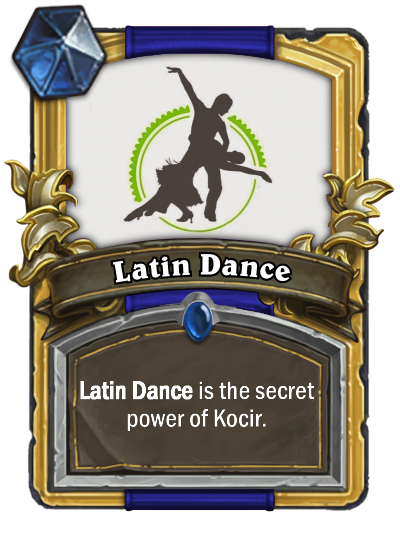 Latin Dance
Latin Dance is the secret
power of Kocir.